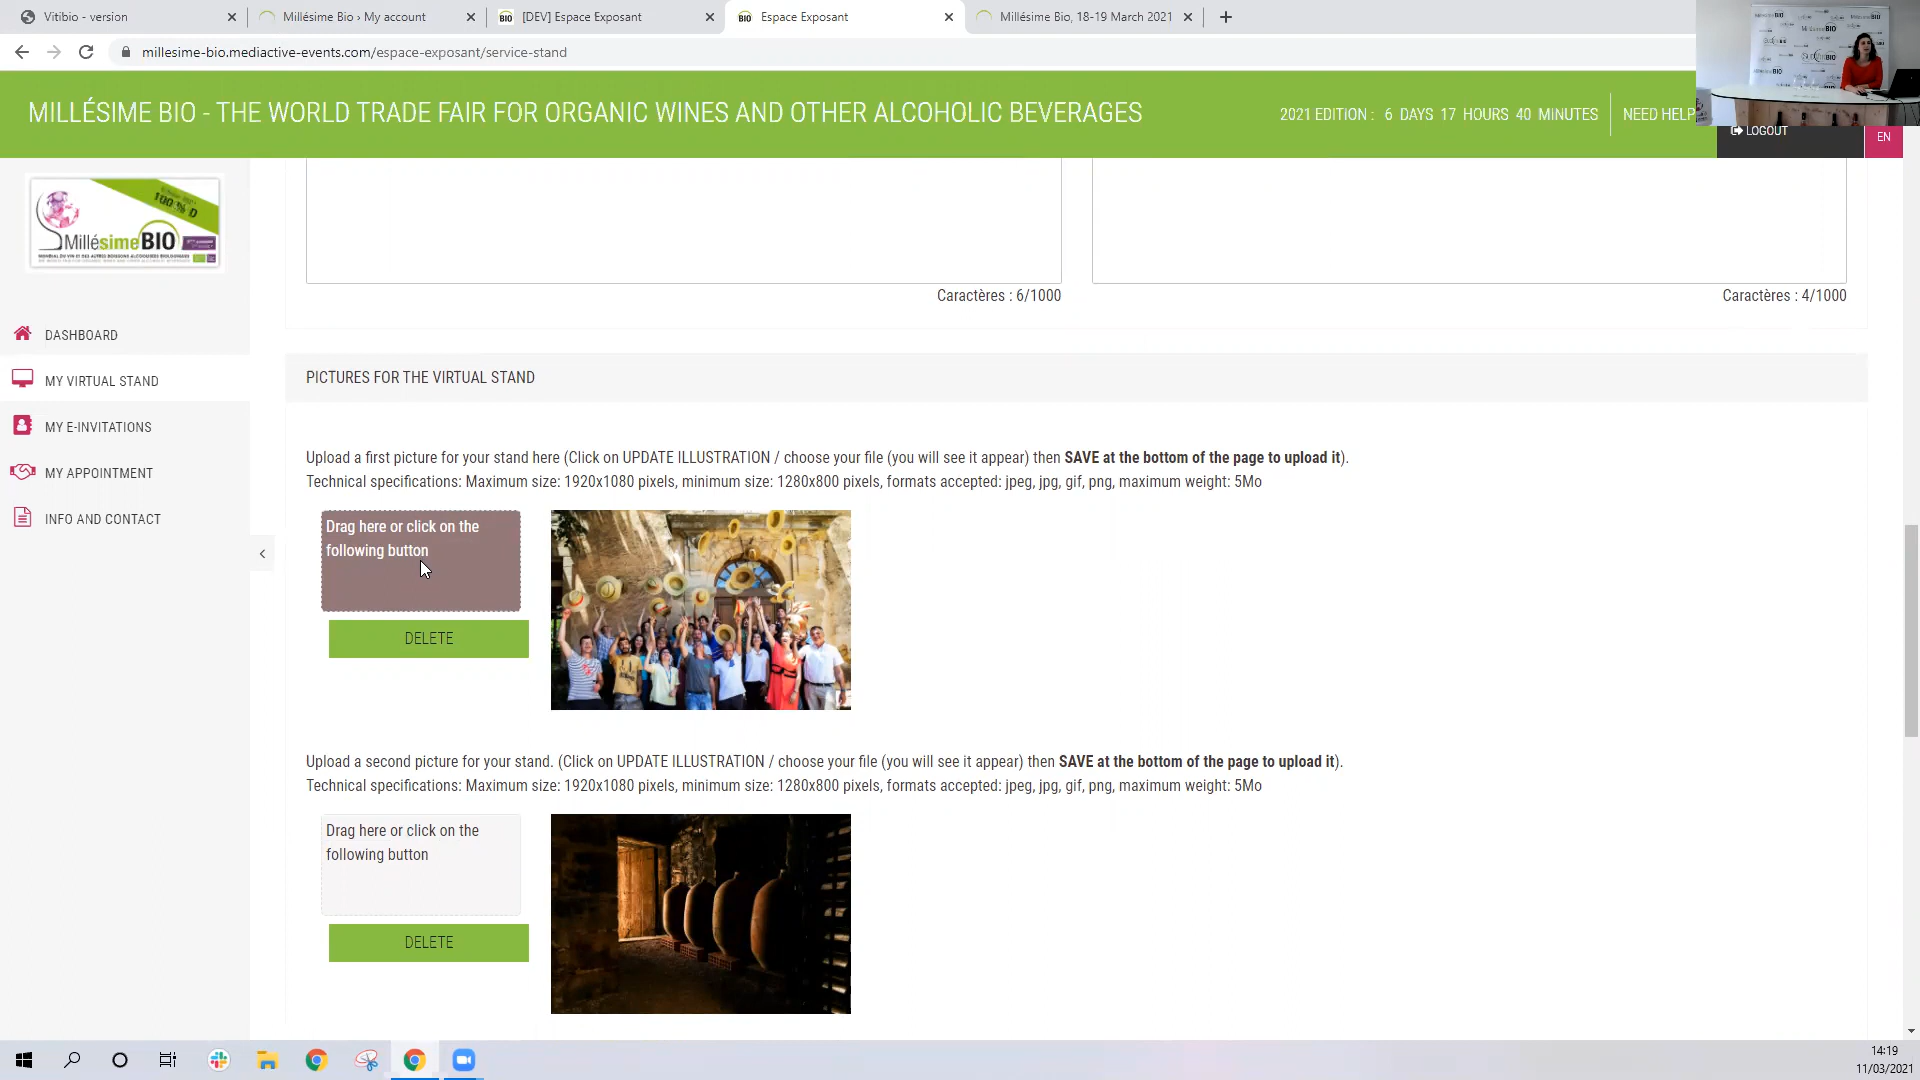 Vitibio - version
Millésime Bio › My account
[DEV] Espace Exposant
Espace Exposant
Millésime Bio, 18-19 March 2021
millesime-bio.mediactive-events.com/espace-exposant/service-stand
MILLÉSIME BIO - THE WORLD TRADE FAIR FOR ORGANIC WINES AND OTHER ALCOHOLIC BEVERAGES
2021 EDITION : 6 DAYS 17 HOURS 40 MINUTES
NEED HELP
LOGOUT
EN
100% D
MillésimeBIO
DASHBOARD
MY VIRTUAL STAND
MY E-INVITATIONS
MY APPOINTMENT
INFO AND CONTACT
Caractères : 6/1000
Caractères : 4/1000
PICTURES FOR THE VIRTUAL STAND
Upload a first picture for your stand here (Click on UPDATE ILLUSTRATION / choose your file (you will see it appear) then SAVE at the bottom of the page to upload it).
Technical specifications: Maximum size: 1920x1080 pixels, minimum size: 1280x800 pixels, formats accepted: jpeg, jpg, gif, png, maximum weight: 5Mo
Drag here or click on the
following button
DELETE
Upload a second picture for your stand. (Click on UPDATE ILLUSTRATION / choose your file (you will see it appear) then SAVE at the bottom of the page to upload it).
Technical specifications: Maximum size: 1920x1080 pixels, minimum size: 1280x800 pixels, formats accepted: jpeg, jpg, gif, png, maximum weight: 5Mo
Drag here or click on the
following button
DELETE
14:19
11/03/2021